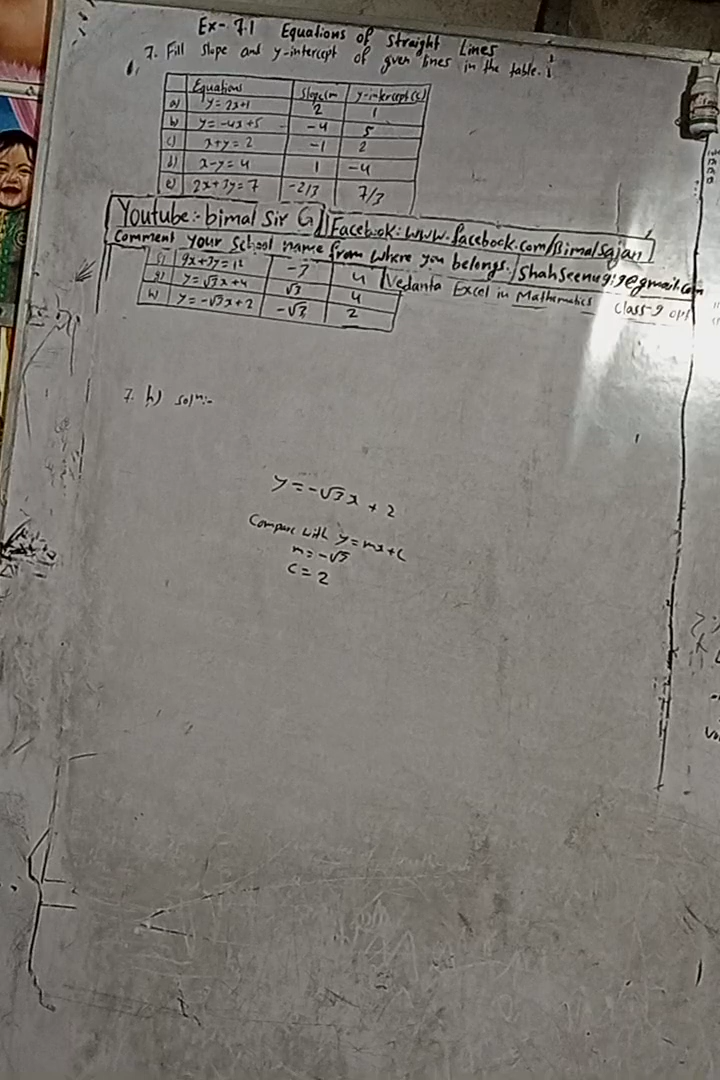 Ex- 7.1 Equations of Straight Lines
7. Fill slope and y-intercept of given lines in the table.
Equations Slope(m y-intercept(c)
a) y = 2x+1 2 1
b) y = -4x+5 -4 5
c) x+y = 2 -1 2
d) x-y = 4 1 -4
e) 2x+3y = 7 -2/3 7/3
Youtube:- bimal Sir G Facebook: www.facebook.com/Bimalsajan
Comment your School name from where you belongs.
9x+3y = 12 -3 4 Vedanta Excel in Mathematics Class-9 opt
g) y = √3x+4 √3 4
h) y = -√3x+2 -√3 2
7. h) solⁿ:-
y = -√3x + 2
Compare with y = mx+c
m = -√3
c = 2